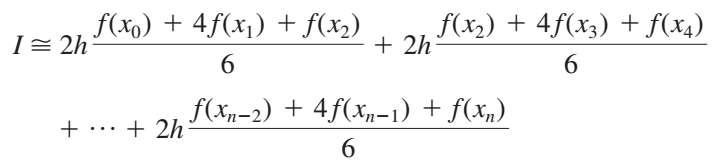 I ≅ 2h (f(x₀) + 4f(x₁) + f(x₂))/6 + 2h (f(x₂) + 4f(x₃) + f(x₄))/6
+ ⋯ + 2h (f(xₙ₋₂) + 4f(xₙ₋₁) + f(xₙ))/6